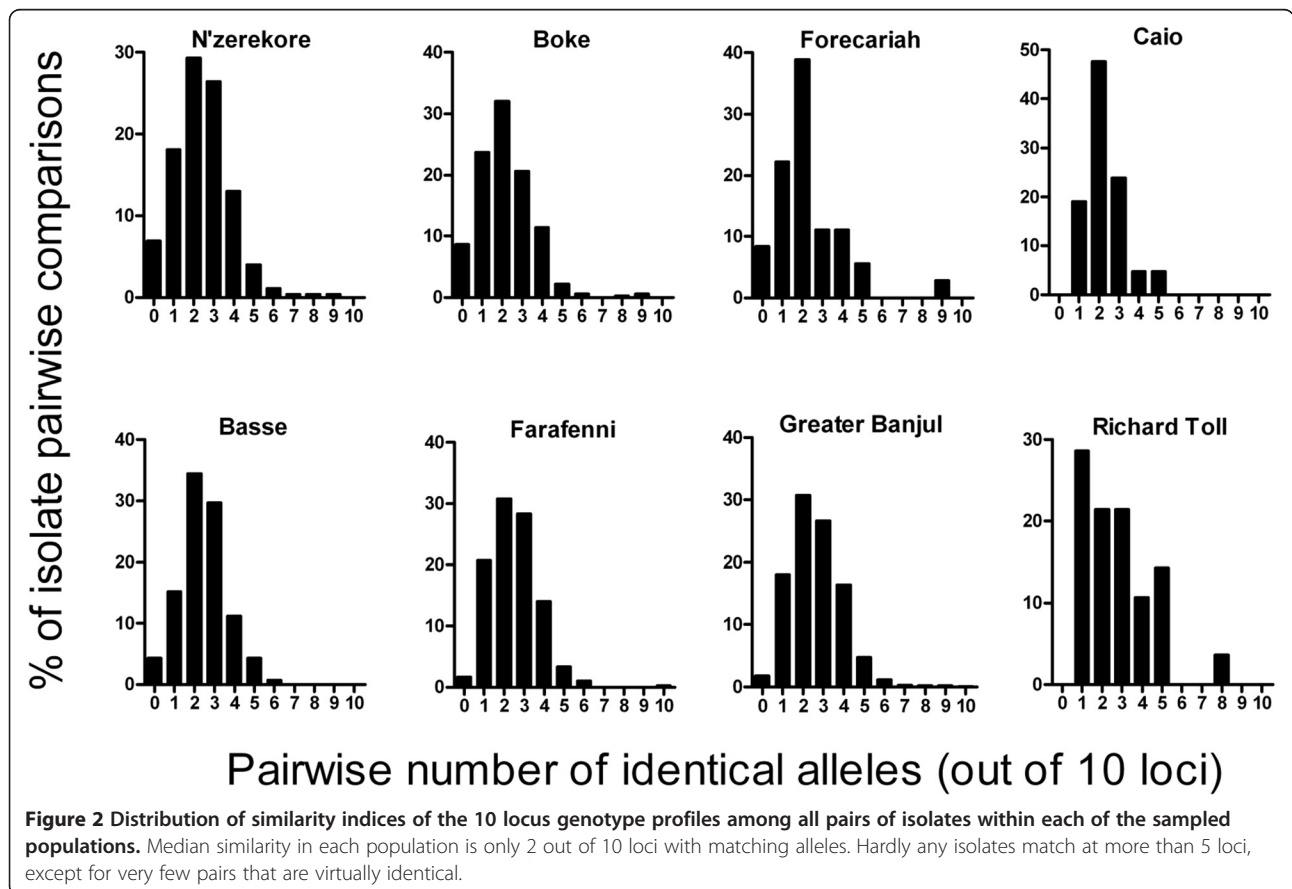 % of isolate pairwise comparisons
N'zerekore
30
20
10
0
0 1 2 3 4 5 6 7 8 9 10
Boke
40
30
20
10
0
0 1 2 3 4 5 6 7 8 9 10
Forecariah
40
30
20
10
0
0 1 2 3 4 5 6 7 8 9 10
Caio
50
40
30
20
10
0
0 1 2 3 4 5 6 7 8 9 10
Basse
40
30
20
10
0
0 1 2 3 4 5 6 7 8 9 10
Farafenni
40
30
20
10
0
0 1 2 3 4 5 6 7 8 9 10
Greater Banjul
40
30
20
10
0
0 1 2 3 4 5 6 7 8 9 10
Richard Toll
30
20
10
0
0 1 2 3 4 5 6 7 8 9 10
Pairwise number of identical alleles (out of 10 loci)
Figure 2 Distribution of similarity indices of the 10 locus genotype profiles among all pairs of isolates within each of the sampled
populations. Median similarity in each population is only 2 out of 10 loci with matching alleles. Hardly any isolates match at more than 5 loci,
except for very few pairs that are virtually identical.